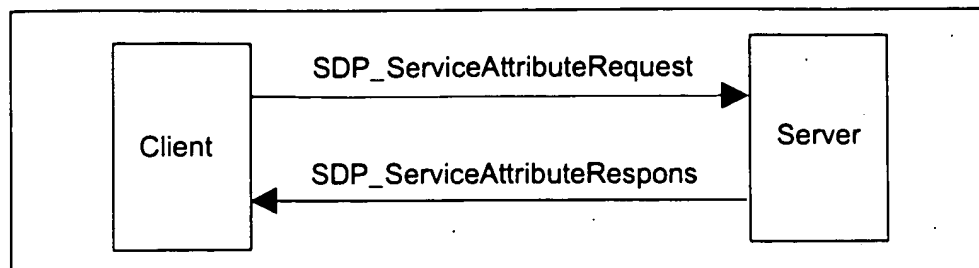 SDP_ServiceAttributeRequest
Client
Server
SDP_ServiceAttributeRespons